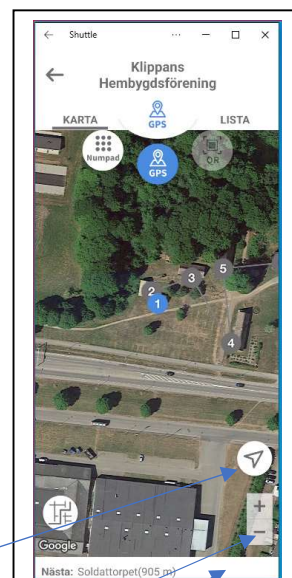 Shuttle
Klippans
Hembygdsförening
KARTA
GPS
LISTA
Numpad
GPS
QR
5
3
2
1
4
+
−
Google
Nästa: Soldattorpet(905 m)